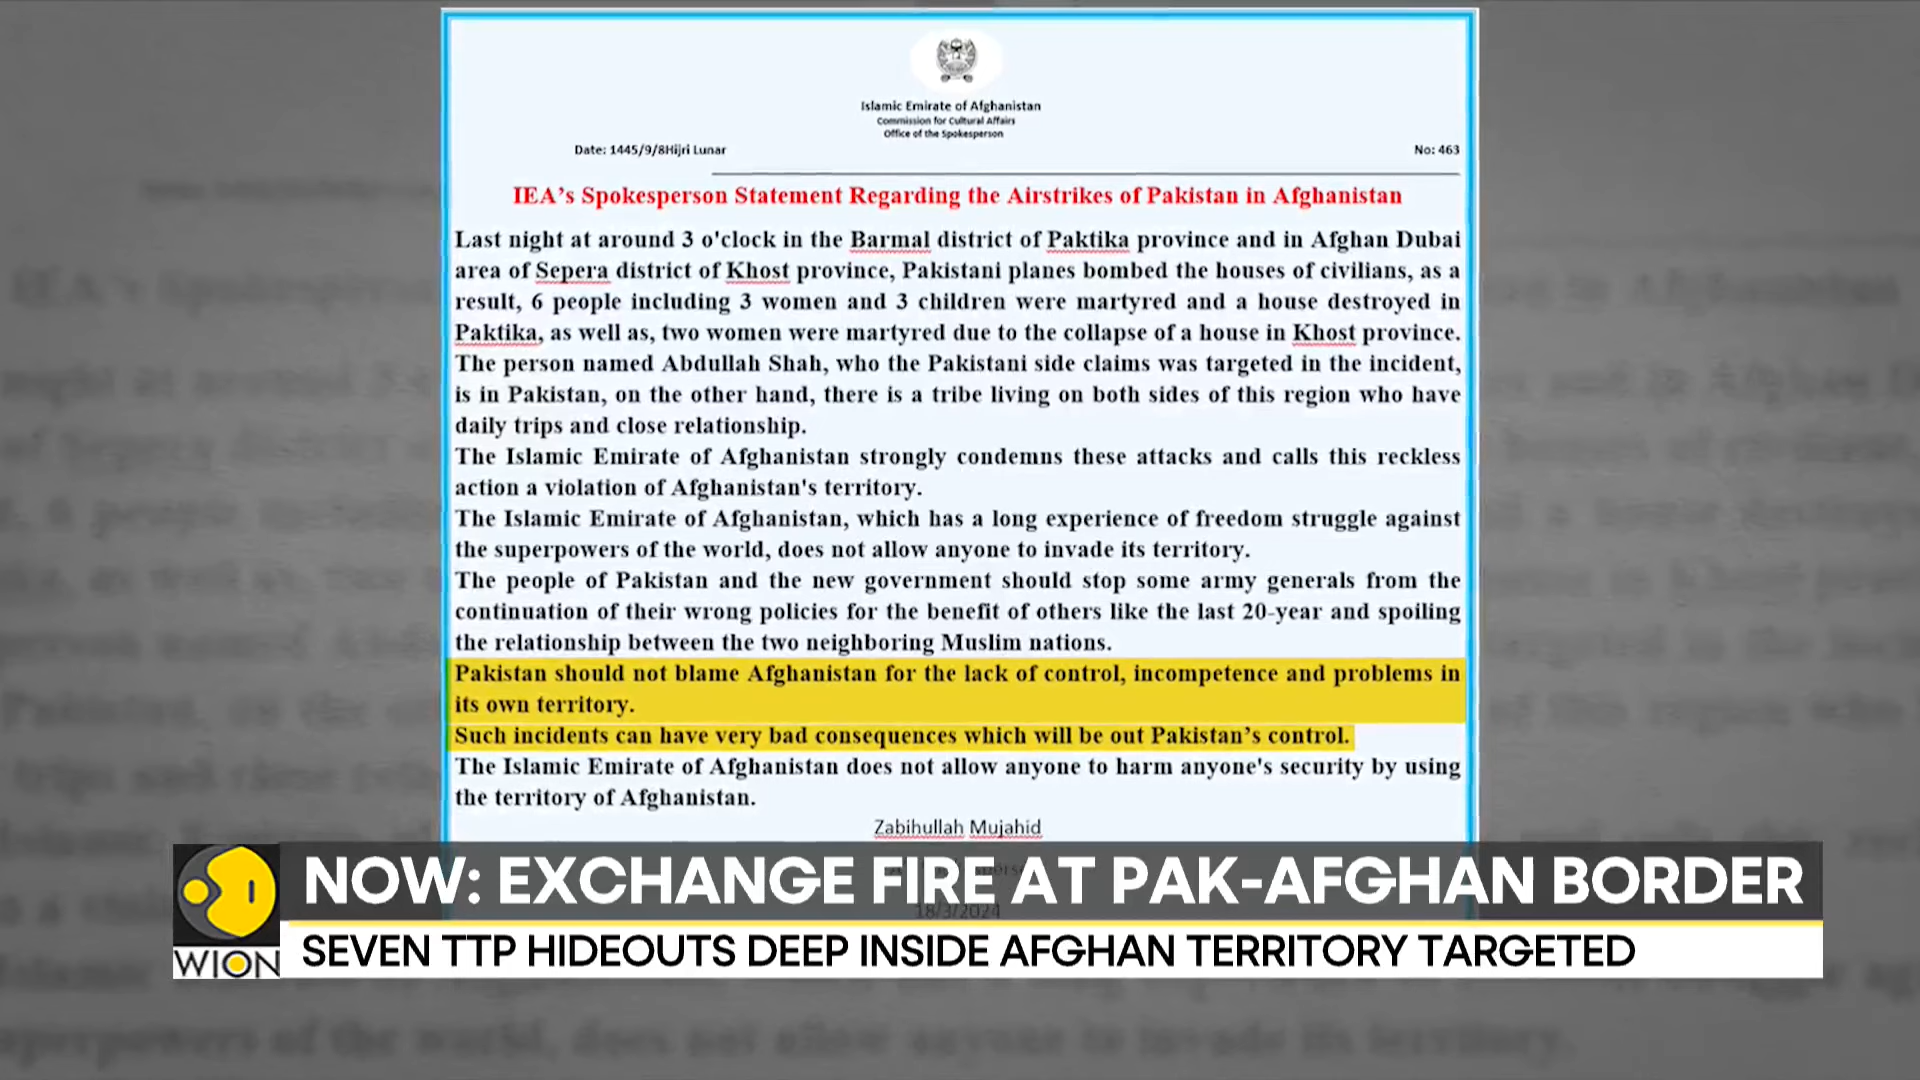 Islamic Emirate of Afghanistan
Commission for Cultural Affairs
Office of the Spokesperson
Date: 1445/9/8Hijri Lunar
No: 463
IEA's Spokesperson Statement Regarding the Airstrikes of Pakistan in Afghanistan
Last night at around 3 o'clock in the Barmal district of Paktika province and in Afghan Dubai
area of Sepera district of Khost province, Pakistani planes bombed the houses of civilians, as a
result, 6 people including 3 women and 3 children were martyred and a house destroyed in
Paktika, as well as, two women were martyred due to the collapse of a house in Khost province.
The person named Abdullah Shah, who the Pakistani side claims was targeted in the incident,
is in Pakistan, on the other hand, there is a tribe living on both sides of this region who have
daily trips and close relationship.
The Islamic Emirate of Afghanistan strongly condemns these attacks and calls this reckless
action a violation of Afghanistan's territory.
The Islamic Emirate of Afghanistan, which has a long experience of freedom struggle against
the superpowers of the world, does not allow anyone to invade its territory.
The people of Pakistan and the new government should stop some army generals from the
continuation of their wrong policies for the benefit of others like the last 20-year and spoiling
the relationship between the two neighboring Muslim nations.
Pakistan should not blame Afghanistan for the lack of control, incompetence and problems in
its own territory.
Such incidents can have very bad consequences which will be out Pakistan's control.
The Islamic Emirate of Afghanistan does not allow anyone to harm anyone's security by using
the territory of Afghanistan.
Zabihullah Mujahid
18/3/2024
NOW: EXCHANGE FIRE AT PAK-AFGHAN BORDER
SEVEN TTP HIDEOUTS DEEP INSIDE AFGHAN TERRITORY TARGETED
WION